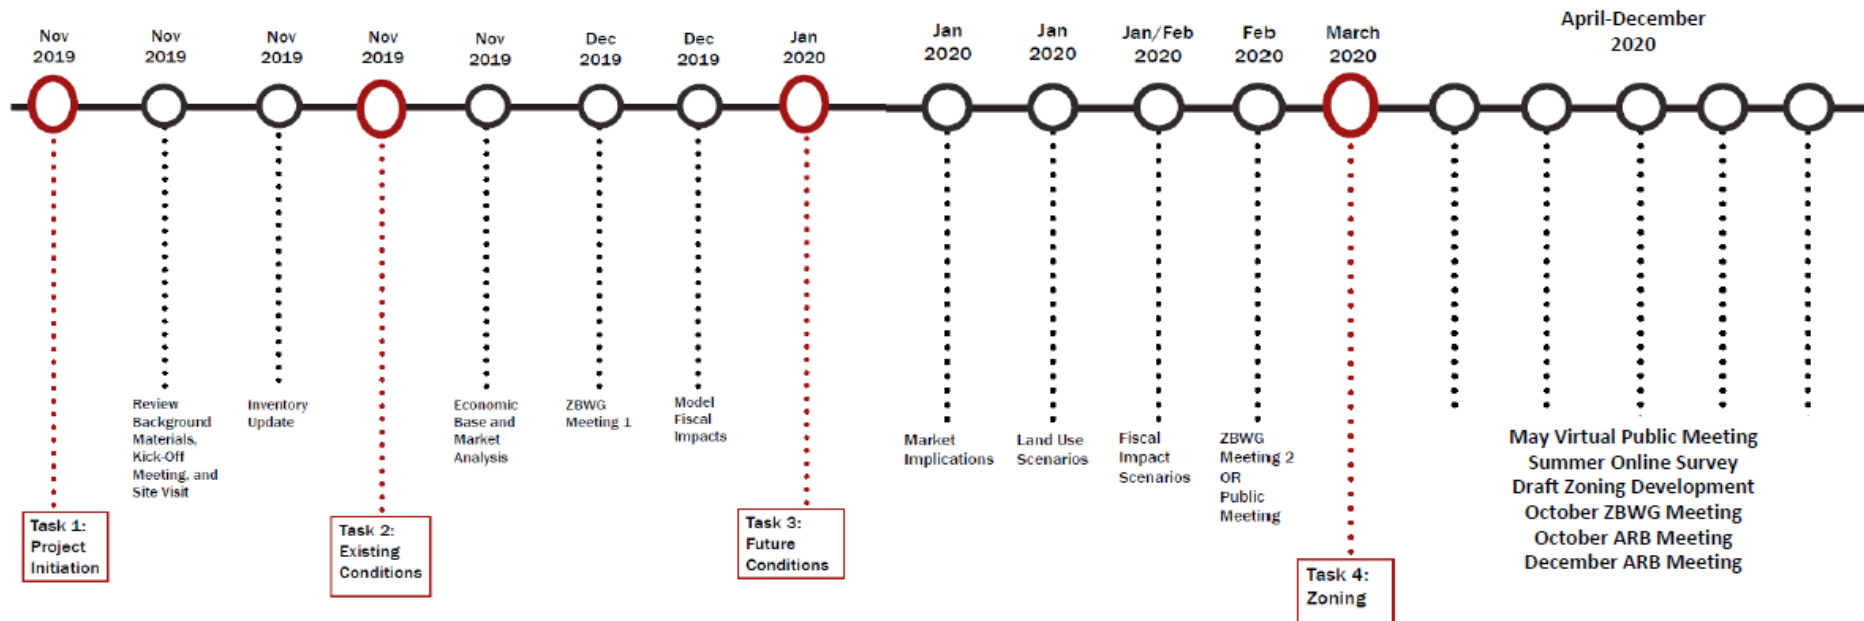 Nov
2019
Nov
2019
Nov
2019
Nov
2019
Nov
2019
Dec
2019
Dec
2019
Jan
2020
Jan
2020
Jan
2020
Jan/Feb
2020
Feb
2020
March
2020
April-December
2020
Review
Background
Materials,
Kick-Off
Meeting, and
Site Visit
Inventory
Update
Economic
Base and
Market
Analysis
ZBWG
Meeting 1
Model
Fiscal
Impacts
Market
Implications
Land Use
Scenarios
Fiscal
Impact
Scenarios
ZBWG
Meeting 2
OR
Public
Meeting
May Virtual Public Meeting
Summer Online Survey
Draft Zoning Development
October ZBWG Meeting
October ARB Meeting
December ARB Meeting
Task 1:
Project
Initiation
Task 2:
Existing
Conditions
Task 3:
Future
Conditions
Task 4:
Zoning